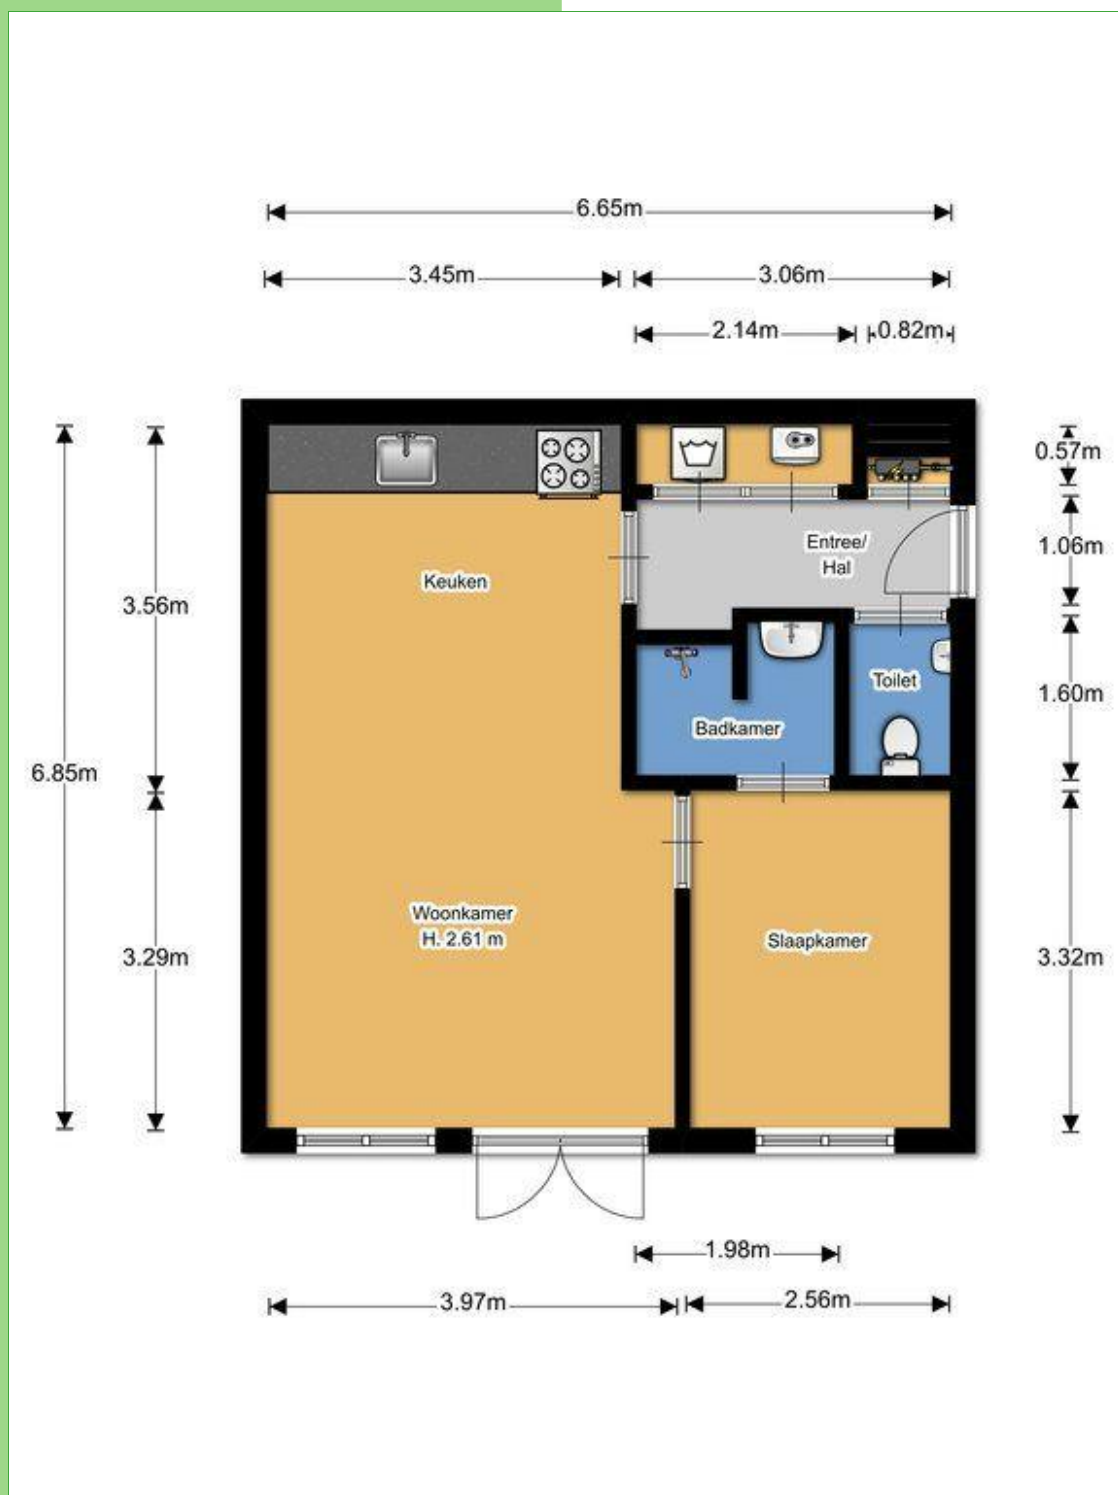 6.65m
3.45m
3.06m
2.14m
0.82m
0.57m
Entree/
Hal
1.06m
Keuken
3.56m
Toilet
1.60m
Badkamer
6.85m
Woonkamer
H. 2.61 m
Slaapkamer
3.29m
3.32m
1.98m
3.97m
2.56m